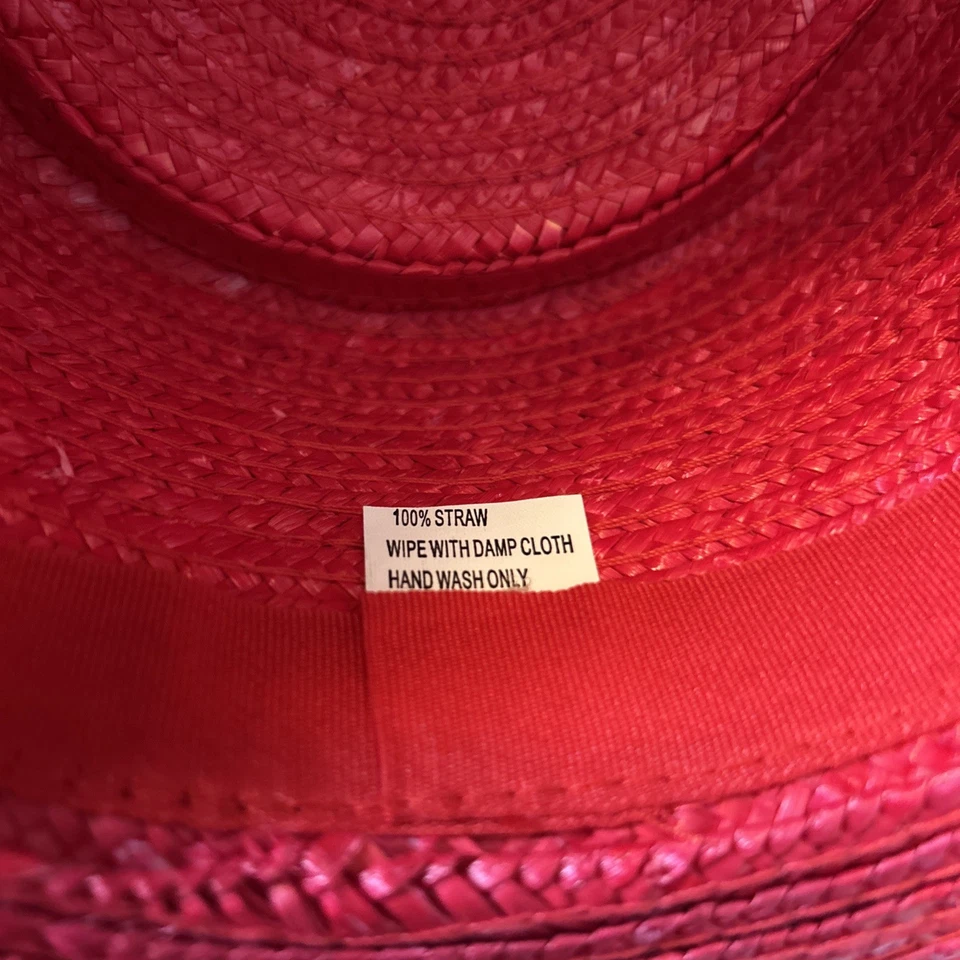 100% STRAW
WIPE WITH DAMP CLOTH
HAND WASH ONLY